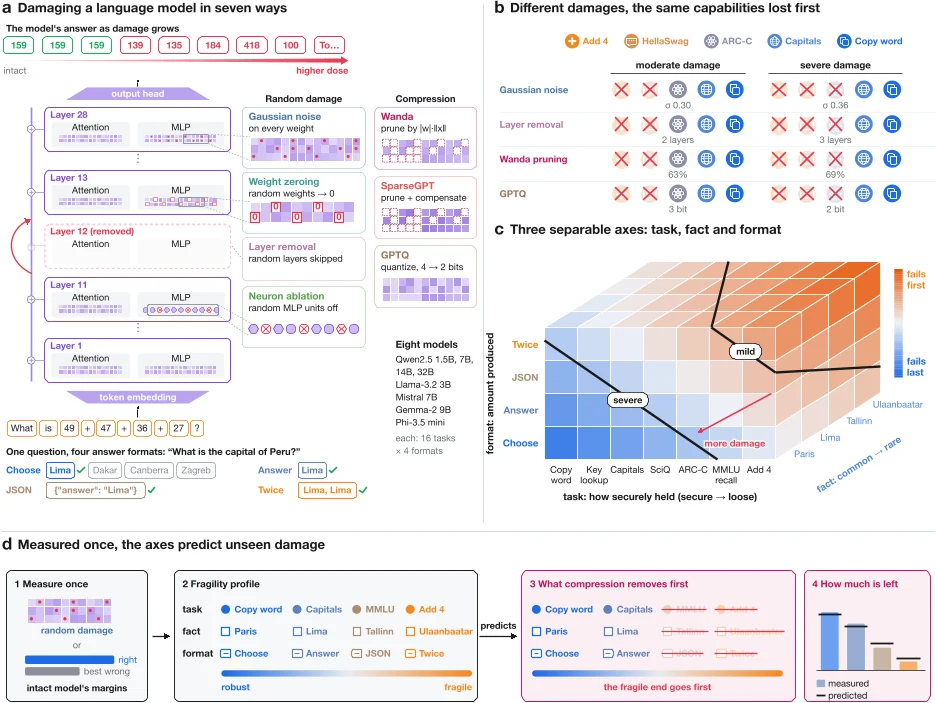 a Damaging a language model in seven ways
The model's answer as damage grows
159 159 159 139 135 184 418 100 To...
intact higher dose
output head
Layer 28
Attention MLP
Layer 13
Attention MLP
Layer 12 (removed)
Attention MLP
Layer 11
Attention MLP
Layer 1
Attention MLP
token embedding
What is 49 + 47 + 36 + 27 ?
Random damage
Gaussian noise
on every weight
Weight zeroing
random weights → 0
0 0 0 0 0
Layer removal
random layers skipped
Neuron ablation
random MLP units off
Compression
Wanda
prune by |w|·‖x‖
SparseGPT
prune + compensate
GPTQ
quantize, 4 → 2 bits
Eight models
Qwen2.5 1.5B, 7B,
14B, 32B
Llama-3.2 3B
Mistral 7B
Gemma-2 9B
Phi-3.5 mini
each: 16 tasks
× 4 formats
One question, four answer formats: “What is the capital of Peru?”
Choose Lima Dakar Canberra Zagreb
Answer Lima
JSON {"answer": "Lima"}
Twice Lima, Lima
b Different damages, the same capabilities lost first
Add 4 HellaSwag ARC-C Capitals Copy word
moderate damage severe damage
Gaussian noise
σ 0.30 σ 0.36
Layer removal
2 layers 3 layers
Wanda pruning
63% 69%
GPTQ
3 bit 2 bit
c Three separable axes: task, fact and format
format: amount produced
Twice
JSON
Answer
Choose
mild
severe
more damage
fails
first
fails
last
Ulaanbaatar
Tallinn
Lima
Paris
fact: common → rare
Copy
word
Key
lookup
Capitals
SciQ
ARC-C
MMLU
recall
Add 4
task: how securely held (secure → loose)
d Measured once, the axes predict unseen damage
1 Measure once
random damage
or
right
best wrong
intact model's margins
2 Fragility profile
task Copy word Capitals MMLU Add 4
fact Paris Lima Tallinn Ulaanbaatar
format Choose Answer JSON Twice
robust fragile
predicts
3 What compression removes first
Copy word Capitals MMLU Add 4
Paris Lima Tallinn Ulaanbaatar
Choose Answer JSON Twice
the fragile end goes first
4 How much is left
measured
predicted